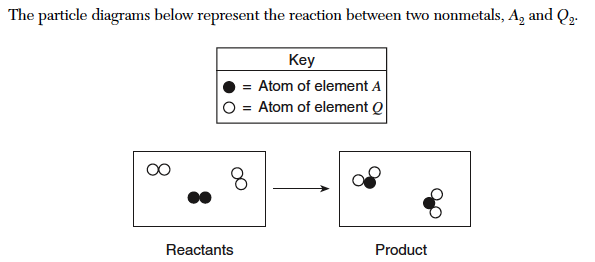 The particle diagrams below represent the reaction between two nonmetals, A₂ and Q₂.
Key
= Atom of element A
= Atom of element Q
Reactants
Product